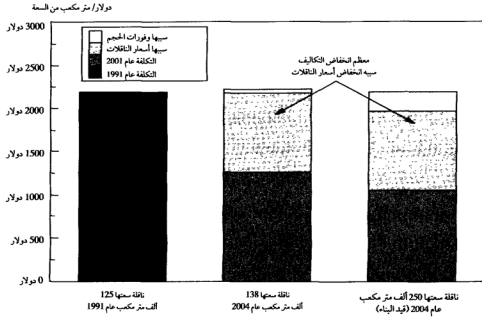 دولار/ متر مكعب من السعة
3000 دولار
2500 دولار
2000 دولار
1500 دولار
1000 دولار
500 دولار
0 دولار
سببها وفورات الحجم
سببها أسعار الناقلات
التكلفة عام 2001
التكلفة عام 1991
معظم انخفاض التكاليف
سببه انخفاض أسعار الناقلات
ناقلة سعتها 125
ألف متر مكعب عام 1991
ناقلة سعتها 138
ألف متر مكعب عام 2004
ناقلة سعتها 250 ألف متر مكعب
عام 2004 (قيد البناء)